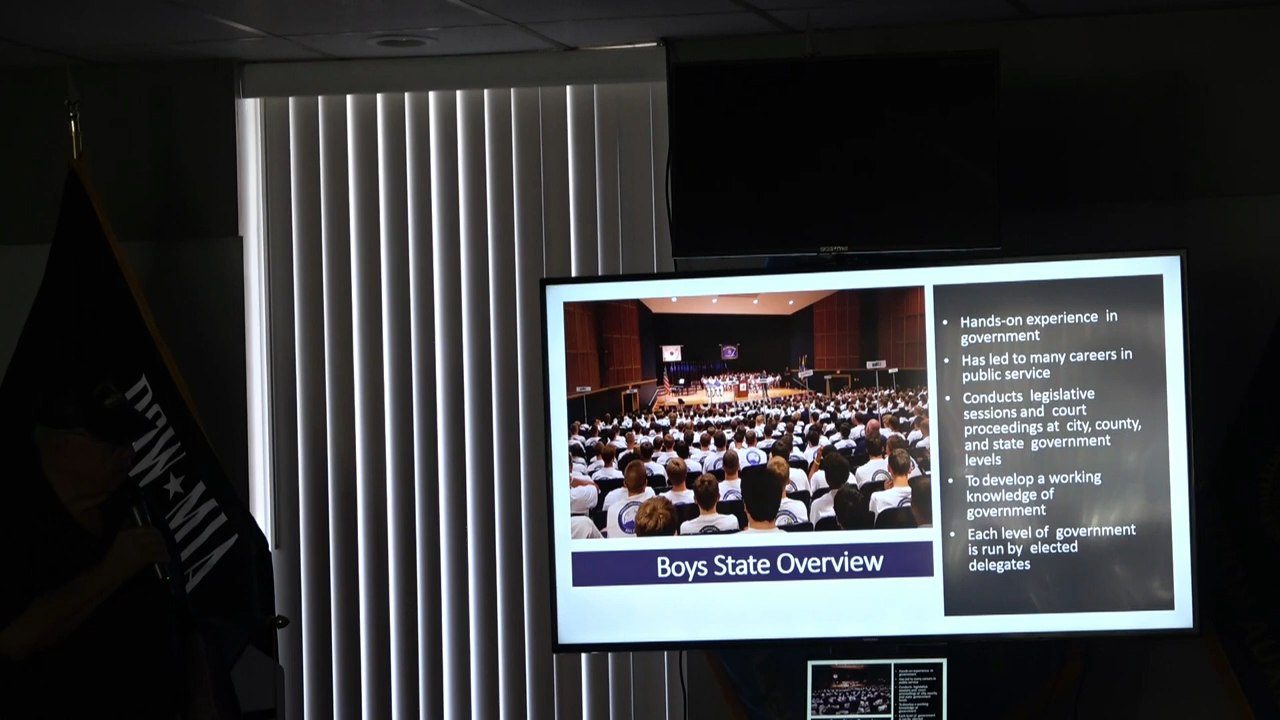 POW★MIA
• Hands-on experience in
government
• Has led to many careers in
public service
• Conducts legislative
sessions and court
proceedings at city, county,
and state government
levels
• To develop a working
knowledge of
government
• Each level of government
is run by elected
delegates
Boys State Overview